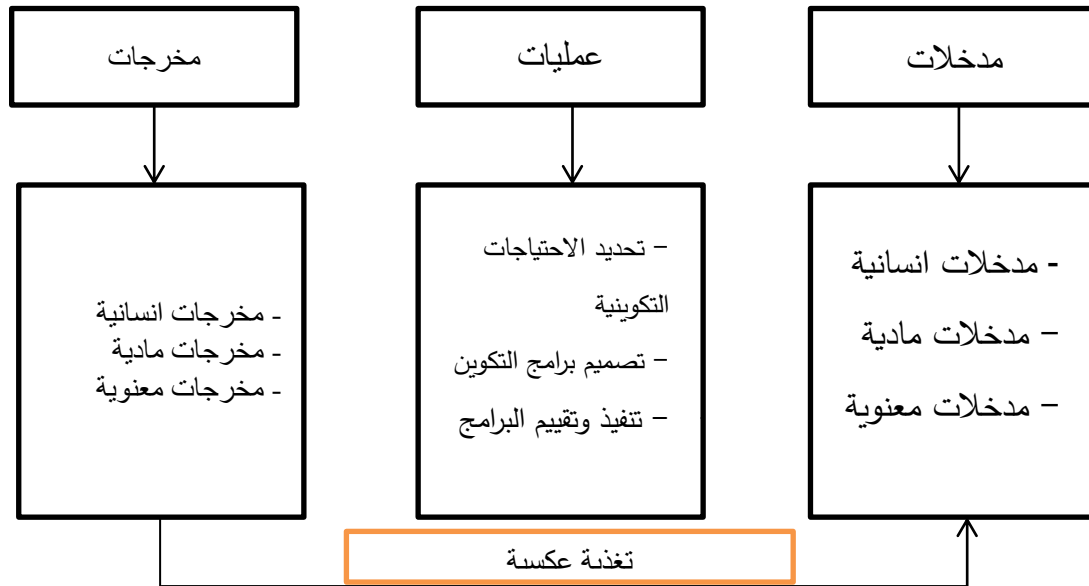 مدخلات
عمليات
مخرجات
- مدخلات انسانية
– مدخلات مادية
– مدخلات معنوية
– تحديد الاحتياجات
التكوينية
– تصميم برامج التكوين
– تنفيذ وتقييم البرامج
- مخرجات انسانية
- مخرجات مادية
- مخرجات معنوية
تغذية عكسية